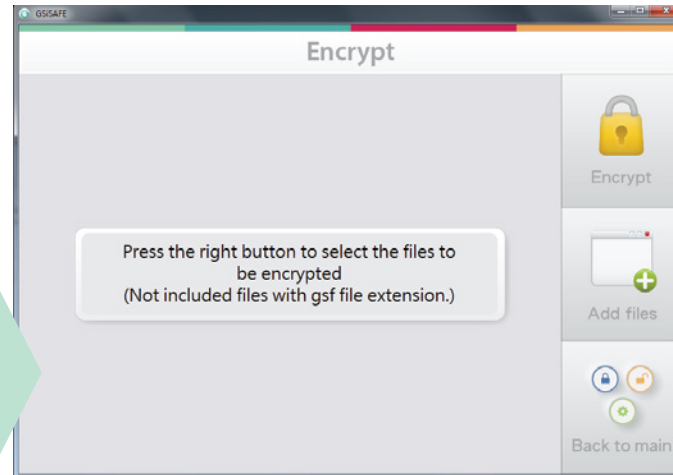 GSiSAFE
Encrypt
Encrypt
Press the right button to select the files to
be encrypted
(Not included files with gsf file extension.)
Add files
Back to main